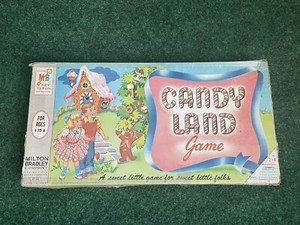 MB
FOR
AGES
4 TO 8
MILTON
BRADLEY
CANDY
LAND
Game
A sweet little game for sweet little folks